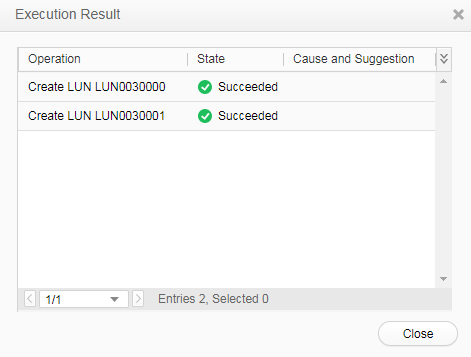 Execution Result
Operation State Cause and Suggestion
Create LUN LUN0030000 Succeeded
Create LUN LUN0030001 Succeeded
1/1 Entries 2, Selected 0
Close